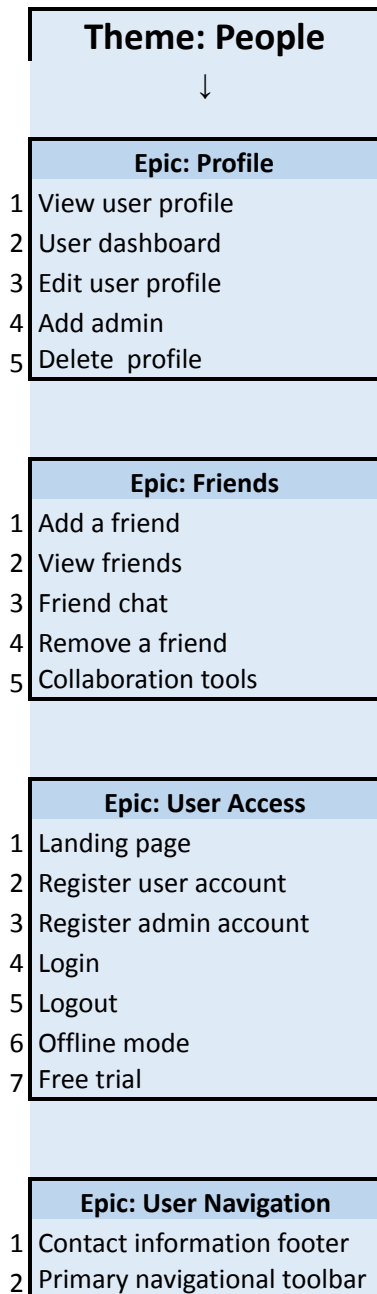 Theme: People
↓
Epic: Profile
1 View user profile
2 User dashboard
3 Edit user profile
4 Add admin
5 Delete  profile
Epic: Friends
1 Add a friend
2 View friends
3 Friend chat
4 Remove a friend
5 Collaboration tools
Epic: User Access
1 Landing page
2 Register user account
3 Register admin account
4 Login
5 Logout
6 Offline mode
7 Free trial
Epic: User Navigation
1 Contact information footer
2 Primary navigational toolbar